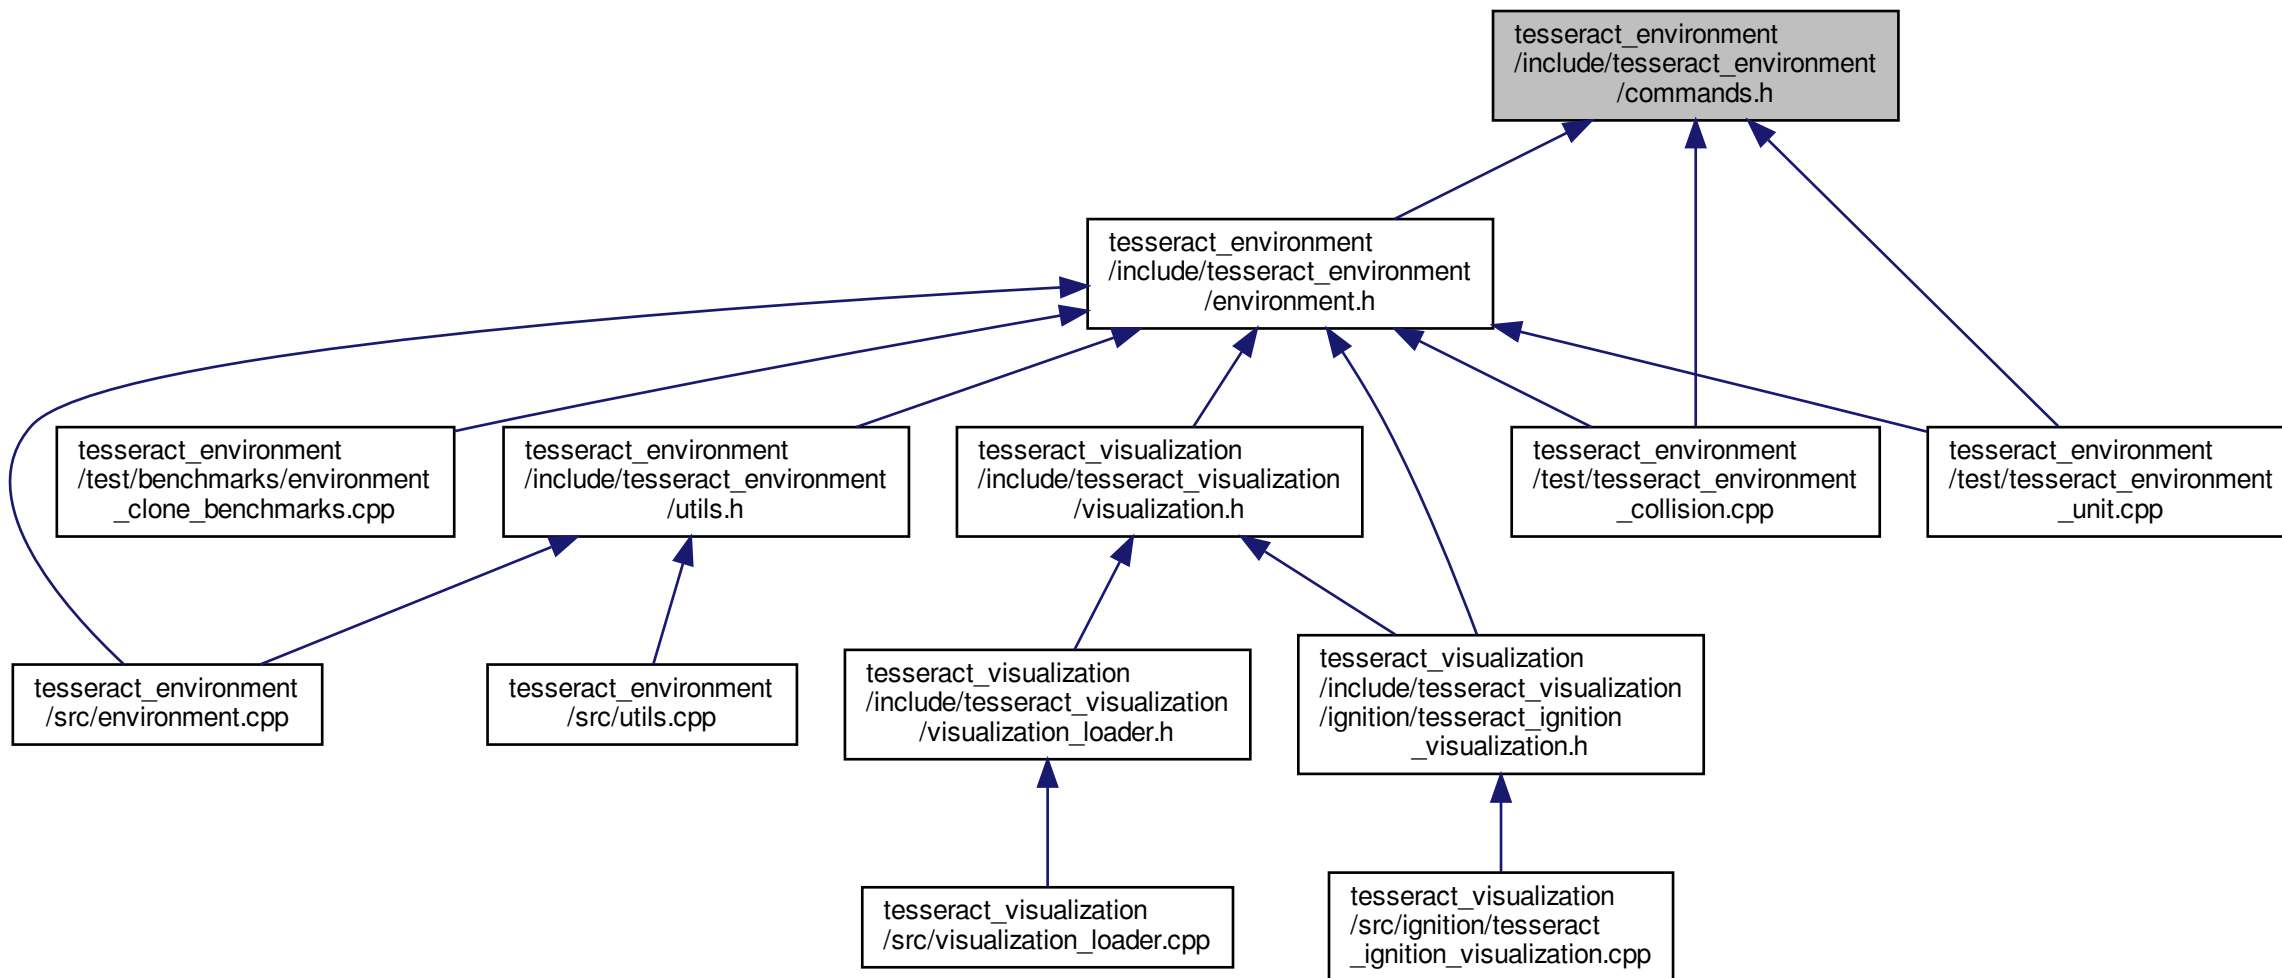 tesseract_environment
/include/tesseract_environment
/commands.h
tesseract_environment
/include/tesseract_environment
/environment.h
tesseract_environment
/test/benchmarks/environment
_clone_benchmarks.cpp
tesseract_environment
/include/tesseract_environment
/utils.h
tesseract_visualization
/include/tesseract_visualization
/visualization.h
tesseract_environment
/test/tesseract_environment
_collision.cpp
tesseract_environment
/test/tesseract_environment
_unit.cpp
tesseract_environment
/src/environment.cpp
tesseract_environment
/src/utils.cpp
tesseract_visualization
/include/tesseract_visualization
/visualization_loader.h
tesseract_visualization
/include/tesseract_visualization
/ignition/tesseract_ignition
_visualization.h
tesseract_visualization
/src/visualization_loader.cpp
tesseract_visualization
/src/ignition/tesseract
_ignition_visualization.cpp